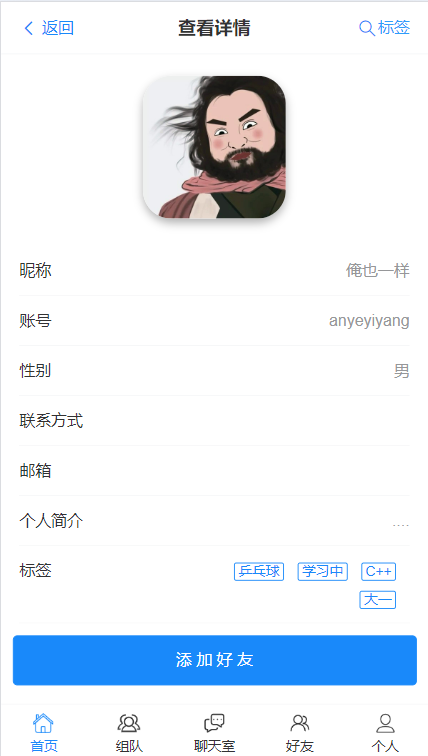 返回 查看详情 标签
昵称 俺也一样
账号 anyeyiyang
性别 男
联系方式
邮箱
个人简介 ....
标签 乒乓球 学习中 C++
大一
添加好友
首页 组队 聊天室 好友 个人